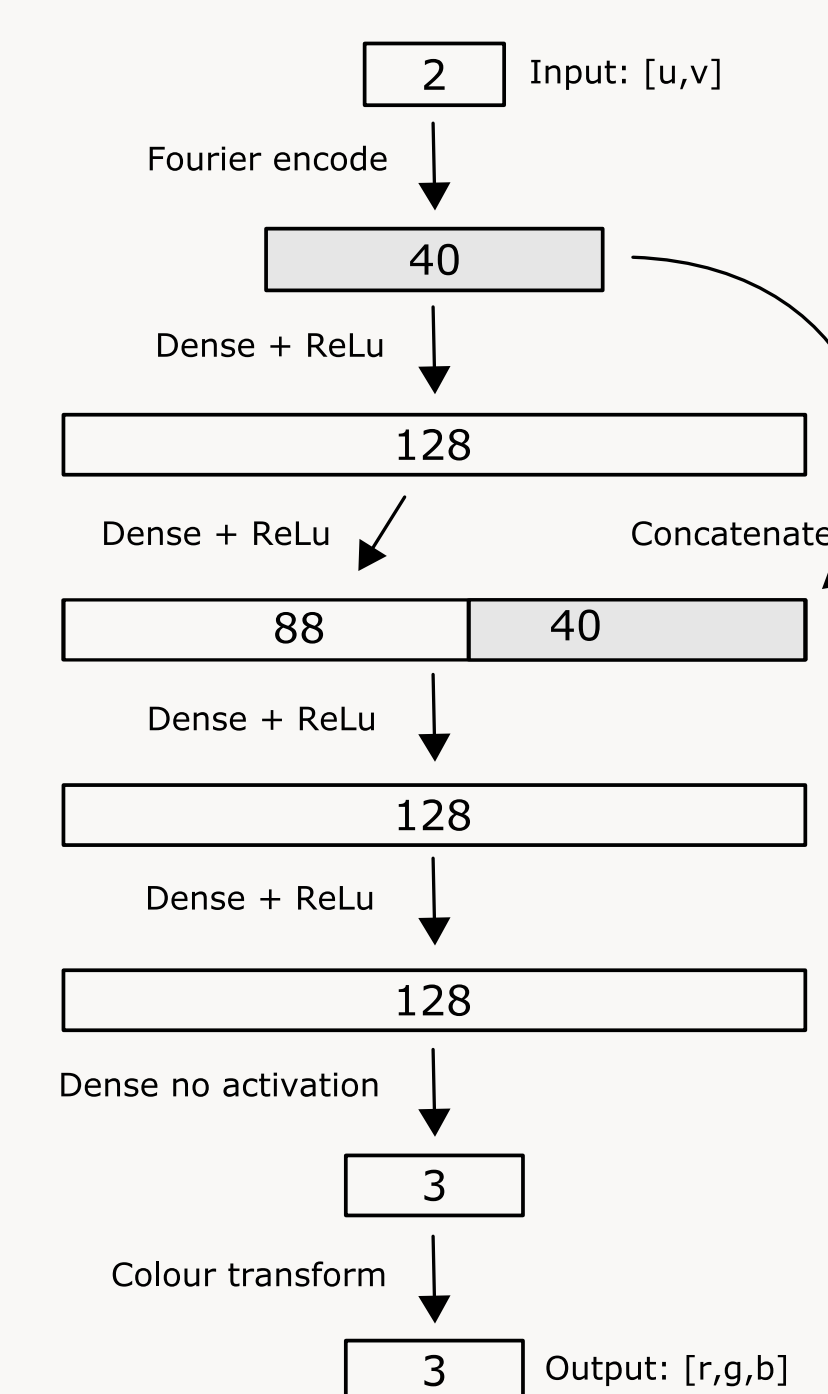 2
Input: [u,v]
Fourier encode
40
Dense + ReLu
128
Dense + ReLu
Concatenate
88
40
Dense + ReLu
128
Dense + ReLu
128
Dense no activation
3
Colour transform
3
Output: [r,g,b]